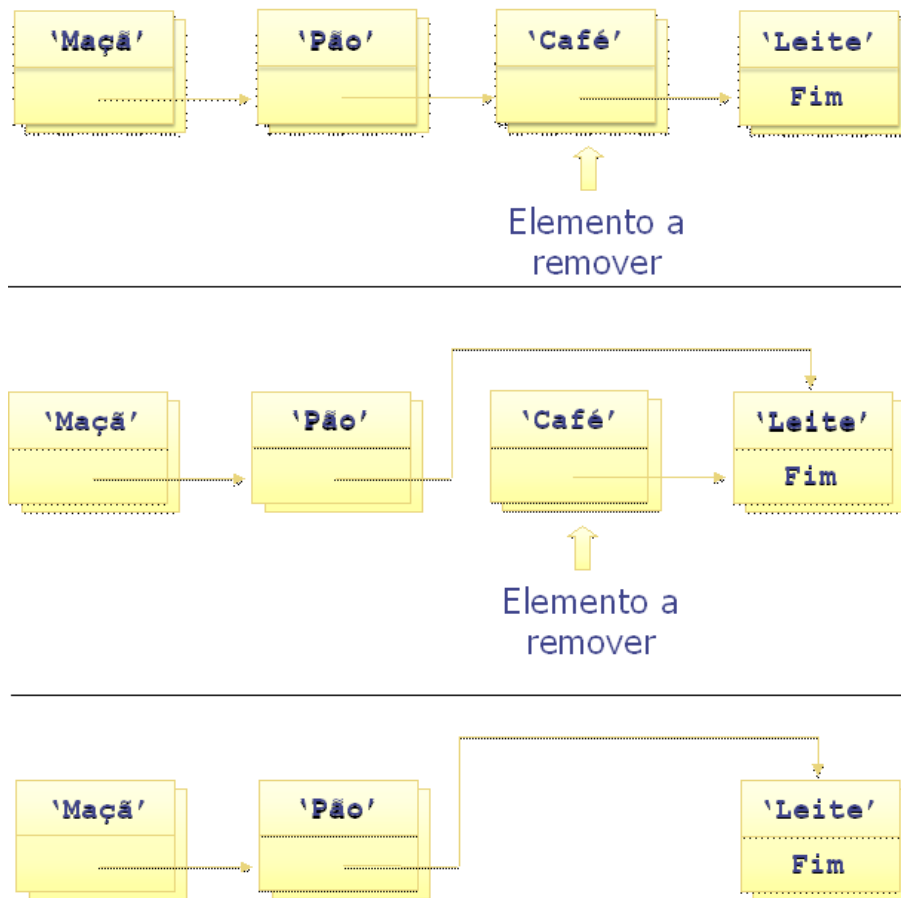 ‘Maçã’ ‘Pão’ ‘Café’ ‘Leite’
Fim
Elemento a
remover
‘Maçã’ ‘Pão’ ‘Café’ ‘Leite’
Fim
Elemento a
remover
‘Maçã’ ‘Pão’ ‘Leite’
Fim